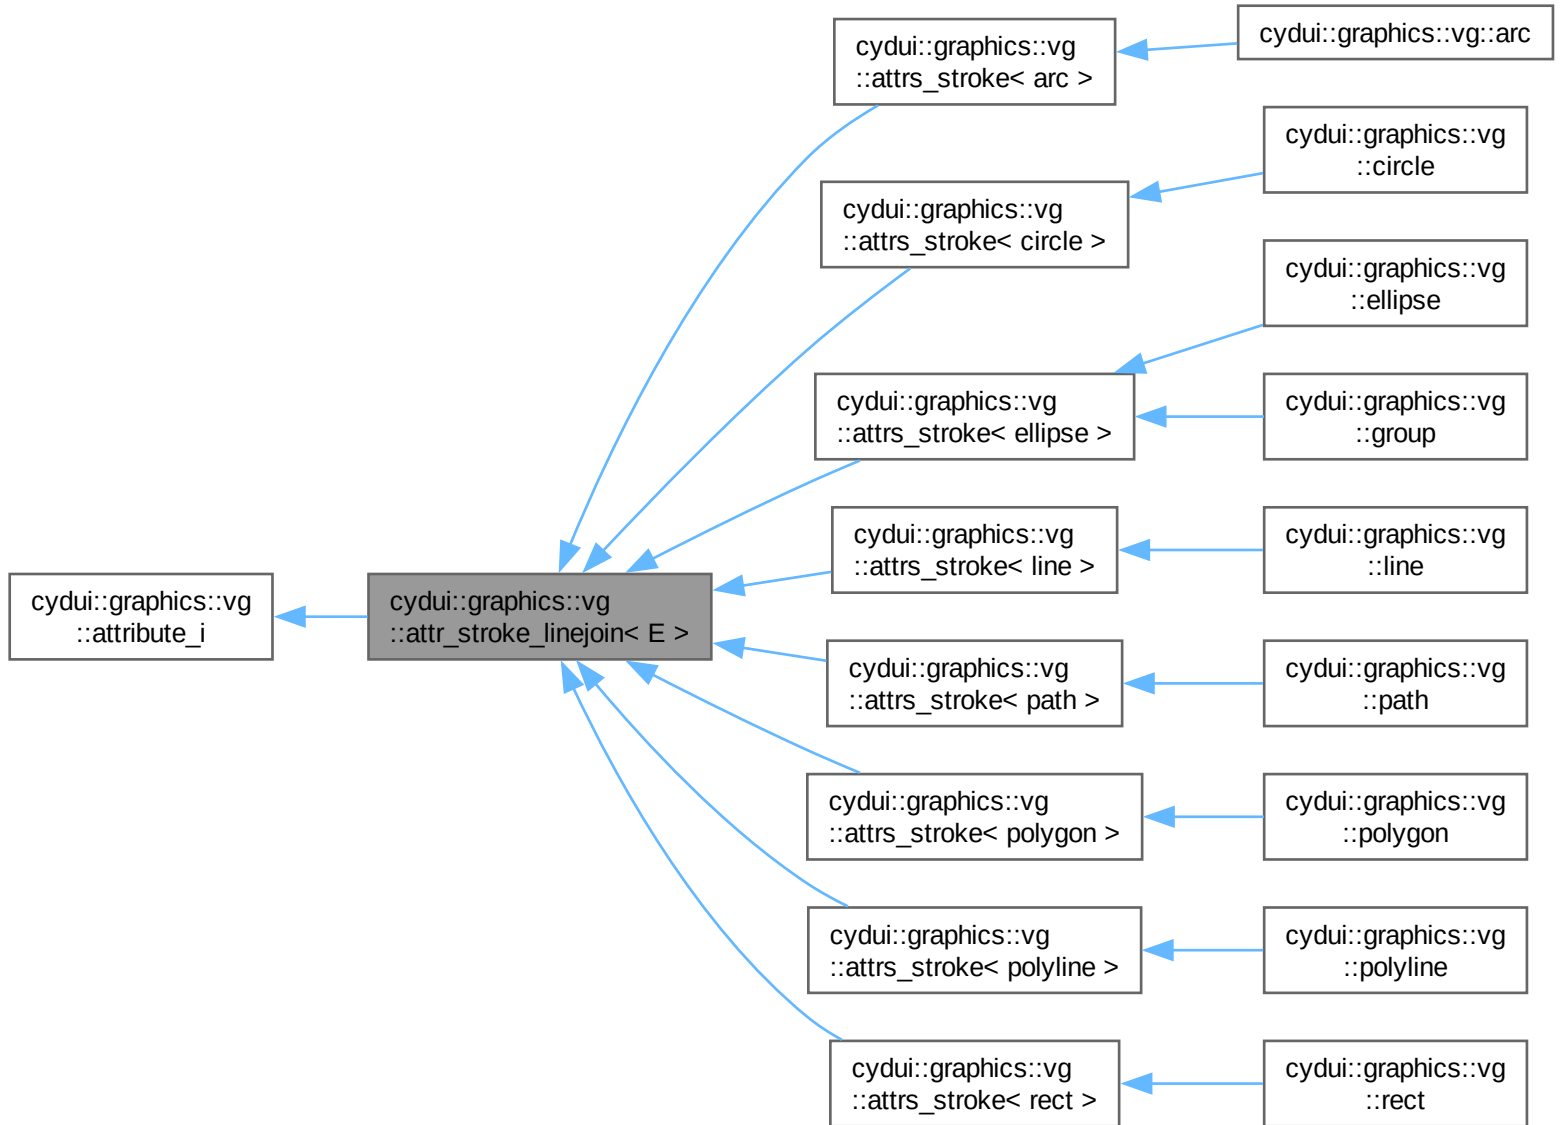 cydui::graphics::vg
::attribute_i
cydui::graphics::vg
::attr_stroke_linejoin< E >
cydui::graphics::vg
::attrs_stroke< arc >
cydui::graphics::vg::arc
cydui::graphics::vg
::attrs_stroke< circle >
cydui::graphics::vg
::circle
cydui::graphics::vg
::attrs_stroke< ellipse >
cydui::graphics::vg
::ellipse
cydui::graphics::vg
::group
cydui::graphics::vg
::attrs_stroke< line >
cydui::graphics::vg
::line
cydui::graphics::vg
::attrs_stroke< path >
cydui::graphics::vg
::path
cydui::graphics::vg
::attrs_stroke< polygon >
cydui::graphics::vg
::polygon
cydui::graphics::vg
::attrs_stroke< polyline >
cydui::graphics::vg
::polyline
cydui::graphics::vg
::attrs_stroke< rect >
cydui::graphics::vg
::rect